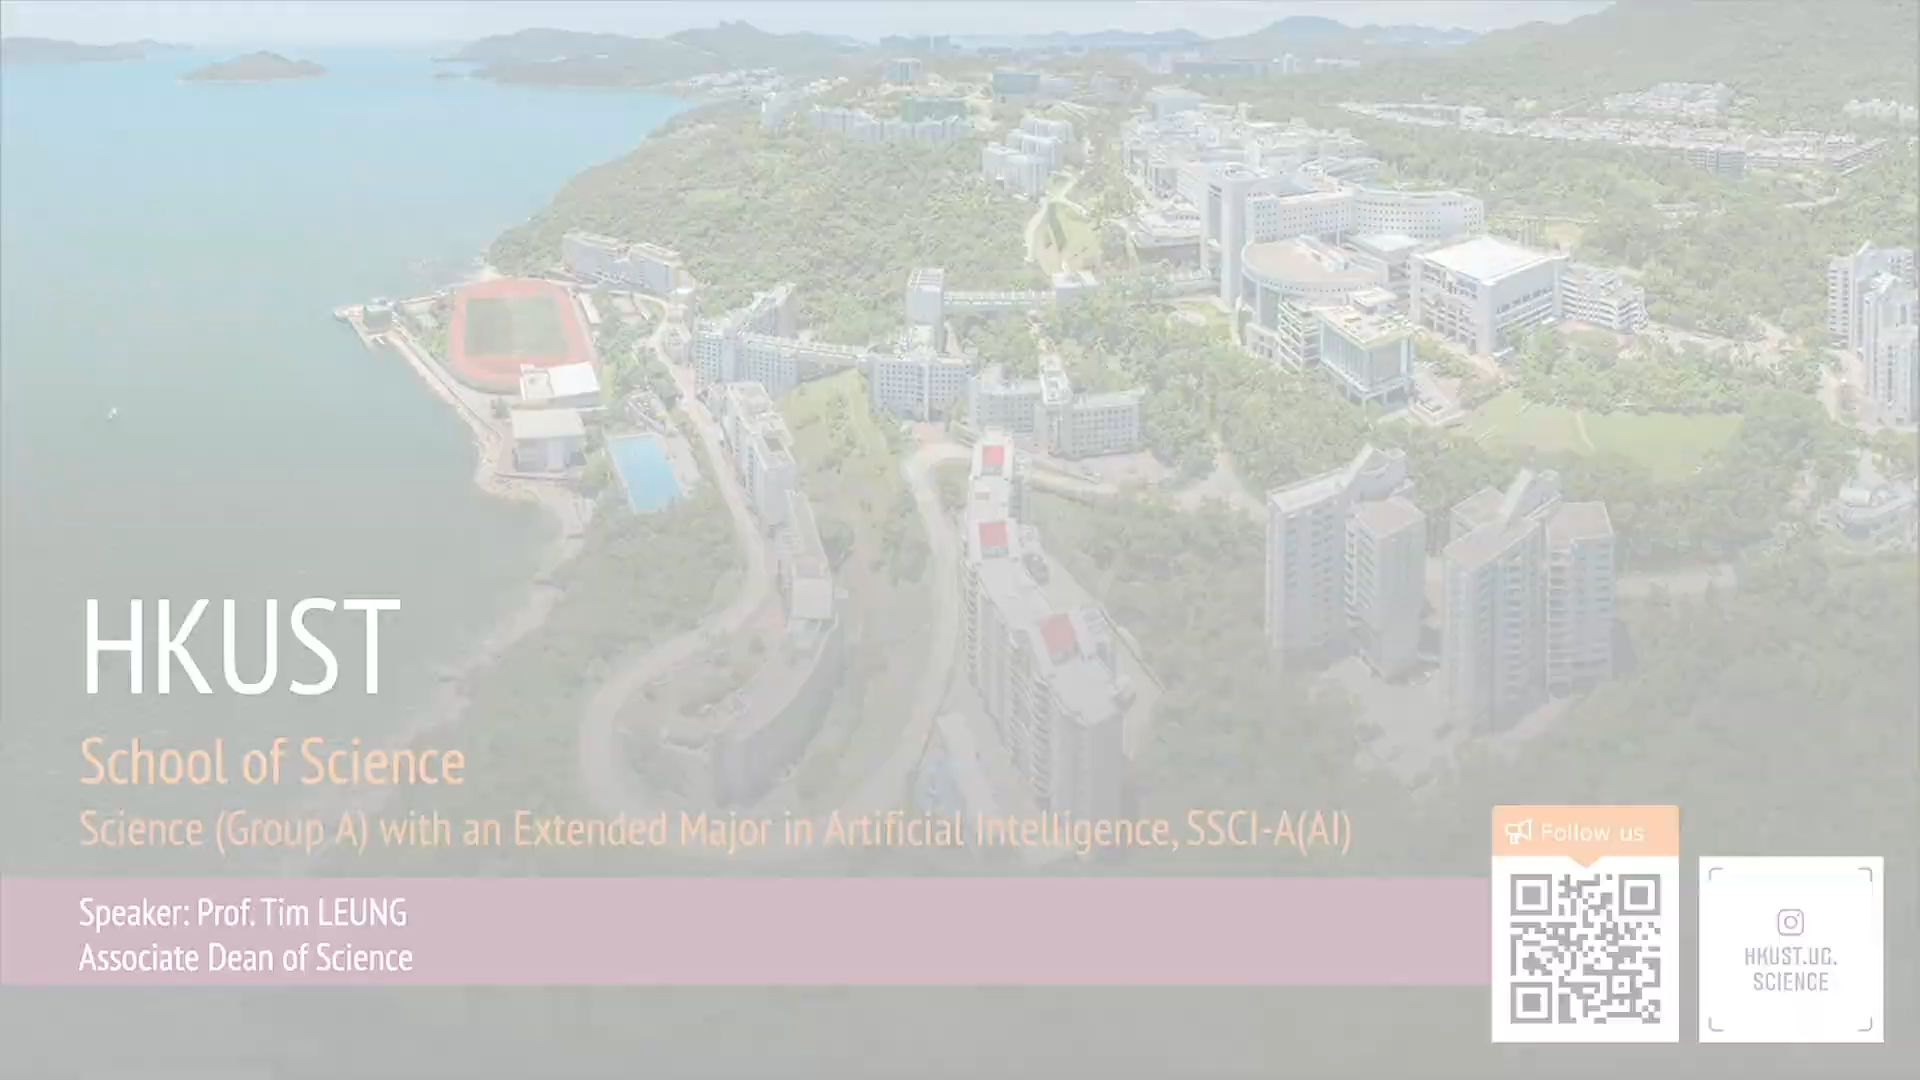 HKUST
School of Science
Science (Group A) with an Extended Major in Artificial Intelligence, SSCI-A(AI)
Speaker: Prof. Tim LEUNG
Associate Dean of Science
Follow us
HKUST.UG.
SCIENCE